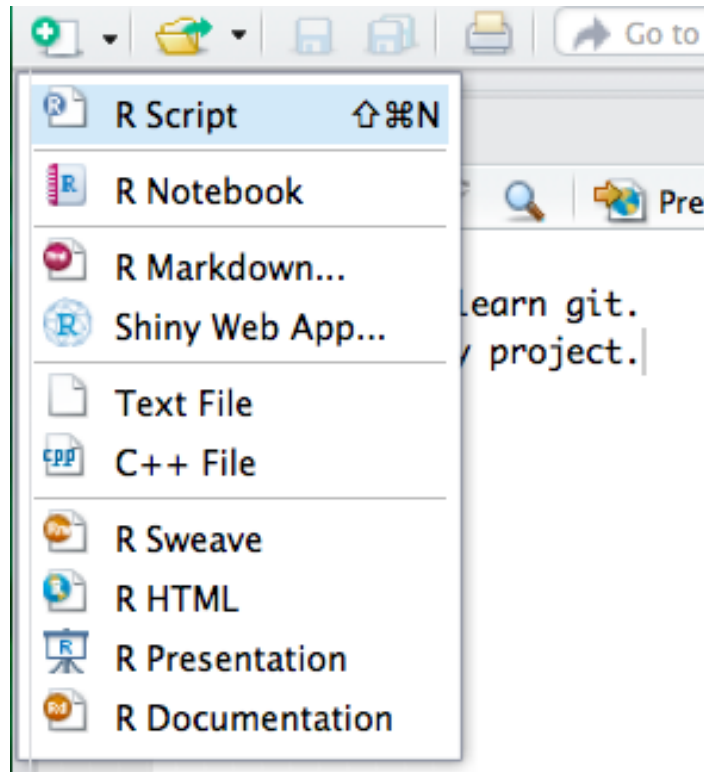 Go to
R Script ⇧⌘N
R Notebook
Pre
R Markdown...
learn git.
Shiny Web App...
project.
Text File
C++ File
R Sweave
R HTML
R Presentation
R Documentation